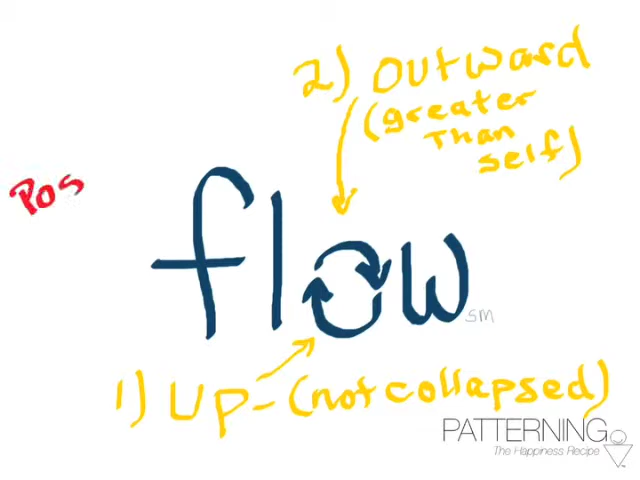 2) Outward
(greater
Than
self)
Pos
flow
SM
1) Up - (not collapsed)
PATTERNING
The Happiness Recipe